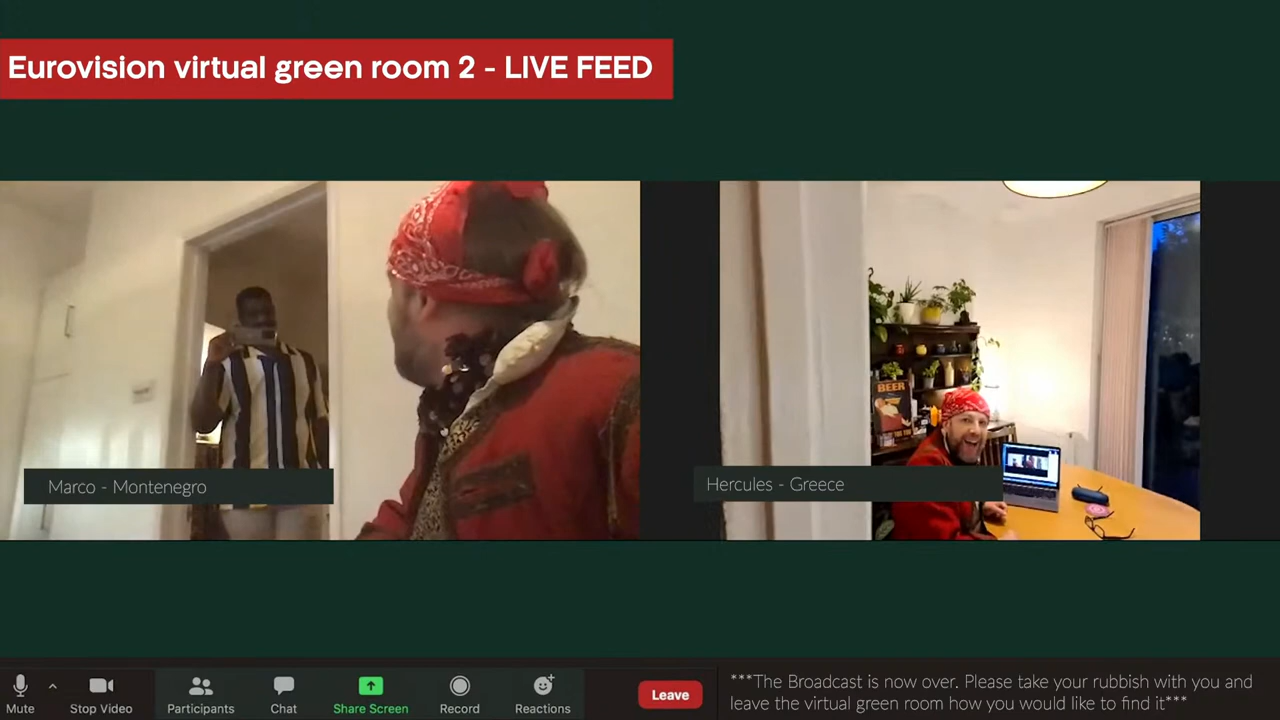 Eurovision virtual green room 2 - LIVE FEED
BEER
Marco - Montenegro
Hercules - Greece
Mute
Stop Video
Participants
Chat
Share Screen
Record
Reactions
Leave
***The Broadcast is now over. Please take your rubbish with you and
leave the virtual green room how you would like to find it***